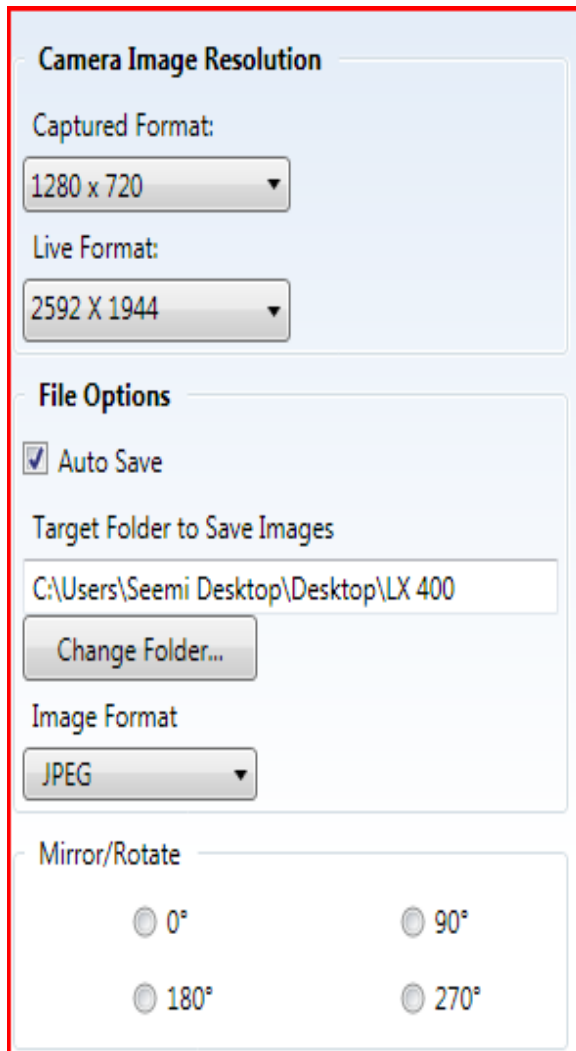 Camera Image Resolution
Captured Format:
1280 x 720
Live Format:
2592 X 1944
File Options
Auto Save
Target Folder to Save Images
C:\Users\Seemi Desktop\Desktop\LX 400
Change Folder...
Image Format
JPEG
Mirror/Rotate
0° 90°
180° 270°